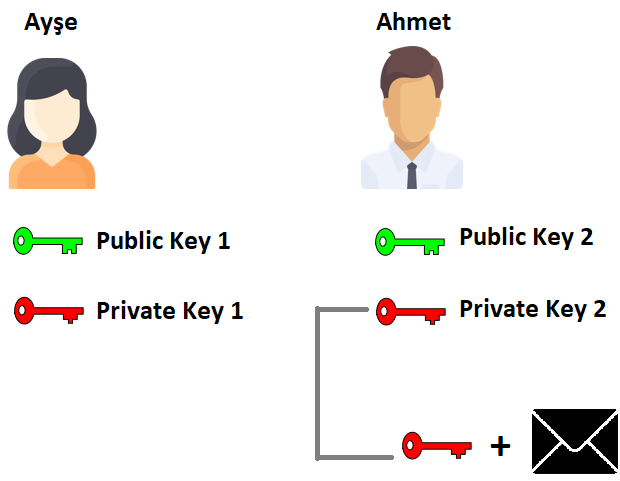 Ayşe
Ahmet
Public Key 1
Public Key 2
Private Key 1
Private Key 2
+